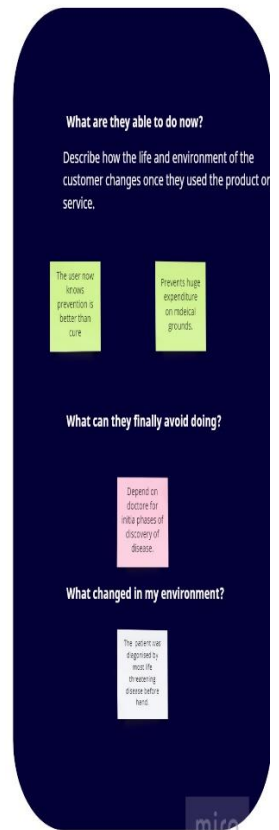 What are they able to do now?
Describe how the life and environment of the
customer changes once they used the product or
service.
The user now
knows
prevention is
better than
cure
Prevents huge
expenditure
on mdeical
grounds.
What can they finally avoid doing?
Depend on
doctore for
initia phases of
discovery of
disease.
What changed in my environment?
The patient was
diagonised by
most life
threatening
disease before
hand.
miro